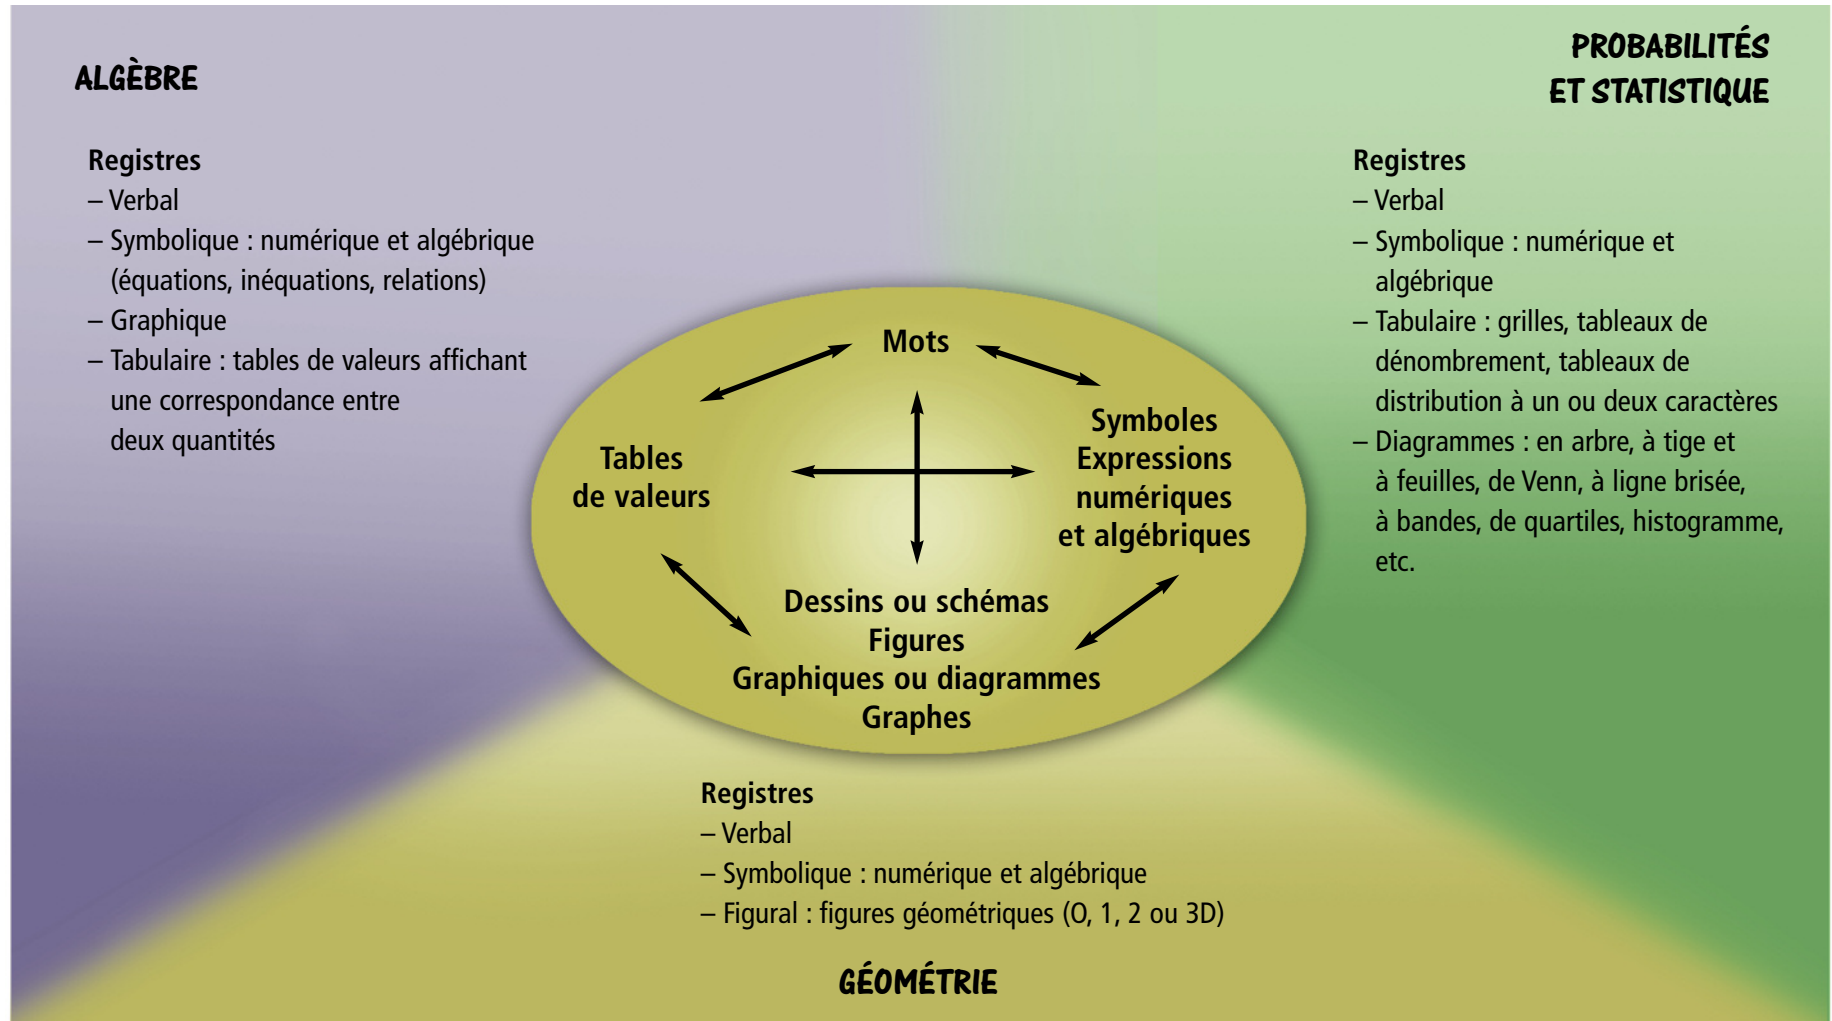 ALGÈBRE
Registres
– Verbal
– Symbolique : numérique et algébrique
(équations, inéquations, relations)
– Graphique
– Tabulaire : tables de valeurs affichant
une correspondance entre
deux quantités
PROBABILITÉS
ET STATISTIQUE
Registres
– Verbal
– Symbolique : numérique et
algébrique
– Tabulaire : grilles, tableaux de
dénombrement, tableaux de
distribution à un ou deux caractères
– Diagrammes : en arbre, à tige et
à feuilles, de Venn, à ligne brisée,
à bandes, de quartiles, histogramme,
etc.
Mots
Tables
de valeurs
Symboles
Expressions
numériques
et algébriques
Dessins ou schémas
Figures
Graphiques ou diagrammes
Graphes
Registres
– Verbal
– Symbolique : numérique et algébrique
– Figural : figures géométriques (O, 1, 2 ou 3D)
GÉOMÉTRIE